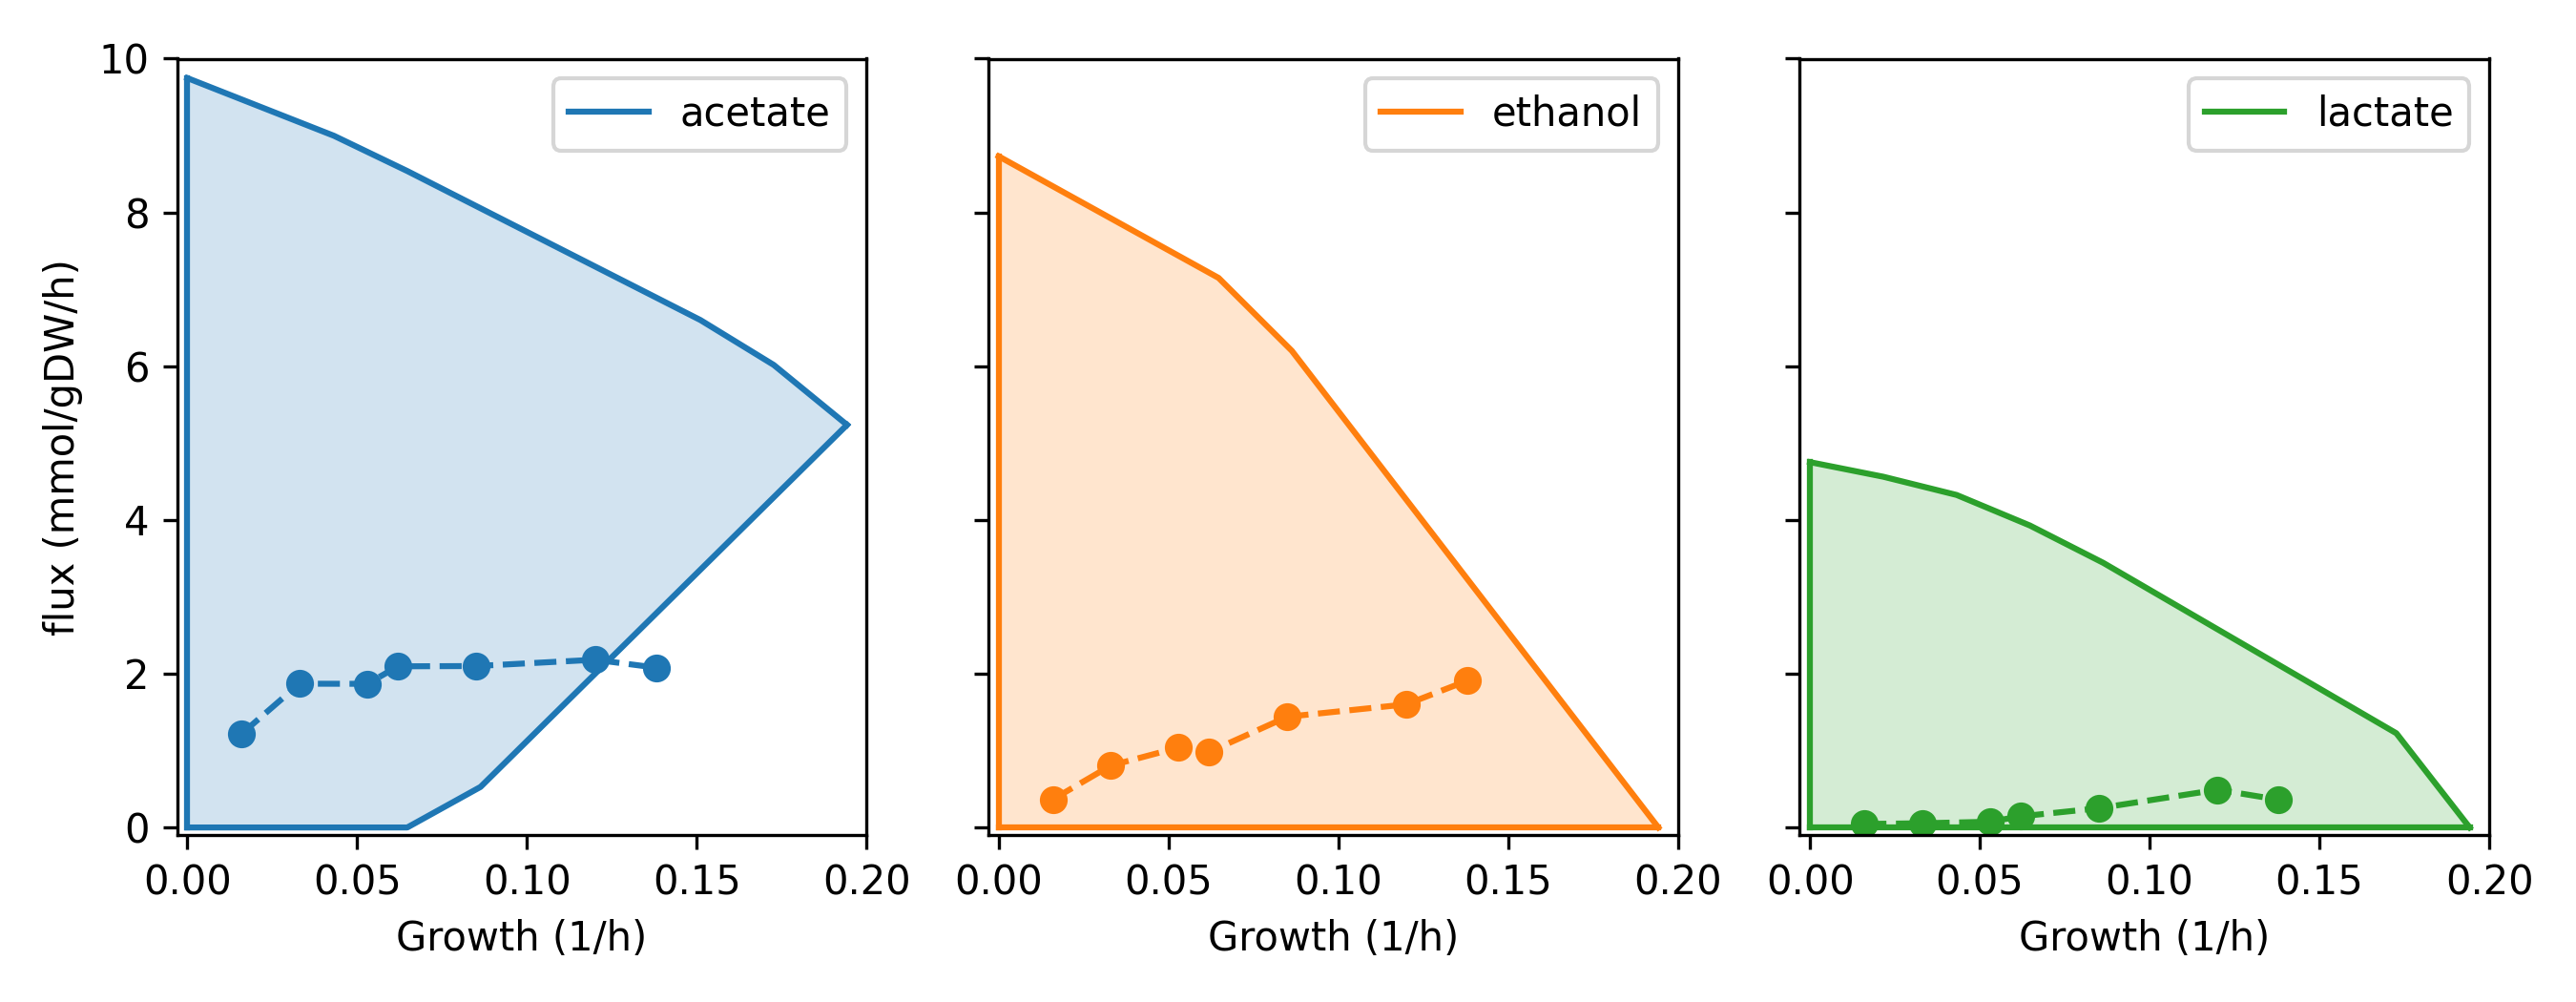 flux (mmol/gDW/h)
10
8
6
4
2
0
acetate
0.00 0.05 0.10 0.15 0.20
Growth (1/h)
ethanol
0.00 0.05 0.10 0.15 0.20
Growth (1/h)
lactate
0.00 0.05 0.10 0.15 0.20
Growth (1/h)